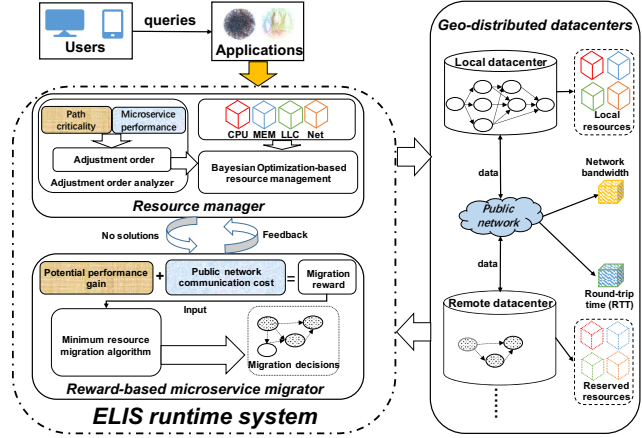 queries
Users
Applications
Path
criticality
Microservice
performance
Adjustment order
Adjustment order analyzer
CPU MEM LLC Net
Bayesian Optimization-based
resource management
Resource manager
No solutions
Feedback
Potential performance
gain
+
Public network
communication cost
=
Migration
reward
Input
Minimum resource
migration algorithm
Migration decisions
Reward-based microservice migrator
ELIS runtime system
Geo-distributed datacenters
Local datacenter
Local
resources
data
Network
bandwidth
Public
network
data
Round-trip
time (RTT)
Remote datacenter
Reserved
resources